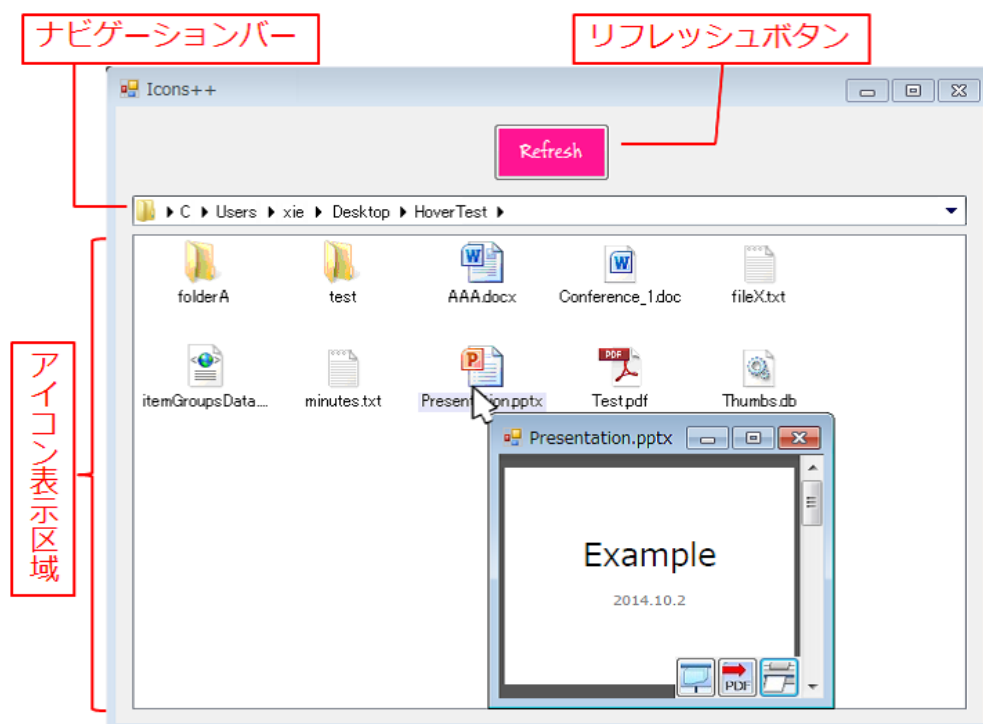 ナビゲーションバー
リフレッシュボタン
Icons++
Refresh
C Users xie Desktop HoverTest
folderA test AAA.docx Conference_1.doc fileX.txt
アイコン表示区域
PDF
itemGroupsData.... minutes.txt Presentation.pptx Test.pdf Thumbs.db
Presentation.pptx
Example
2014.10.2
PDF